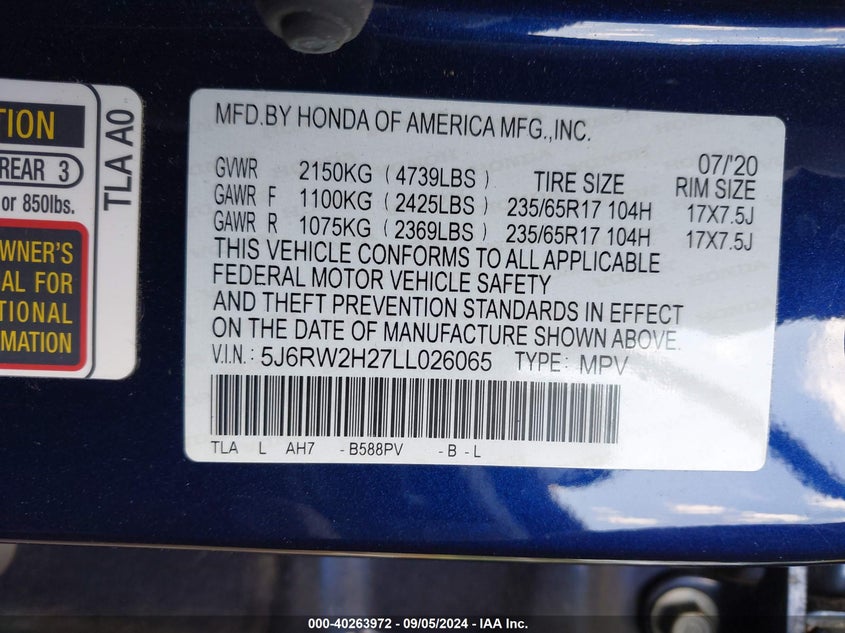 TION
REAR 3
or 850lbs.
WNER'S
AL FOR
TIONAL
RMATION
TLA A0
MFD.BY HONDA OF AMERICA MFG.,INC.
07/'20
GVWR 2150KG (4739LBS) TIRE SIZE RIM SIZE
GAWR F 1100KG (2425LBS) 235/65R17 104H 17X7.5J
GAWR R 1075KG (2369LBS) 235/65R17 104H 17X7.5J
THIS VEHICLE CONFORMS TO ALL APPLICABLE
FEDERAL MOTOR VEHICLE SAFETY
AND THEFT PREVENTION STANDARDS IN EFFECT
ON THE DATE OF MANUFACTURE SHOWN ABOVE.
V.I.N.: 5J6RW2H27LL026065 TYPE: MPV
TLA L AH7 -B588PV -B -L
000-40263972 - 09/05/2024 - IAA Inc.